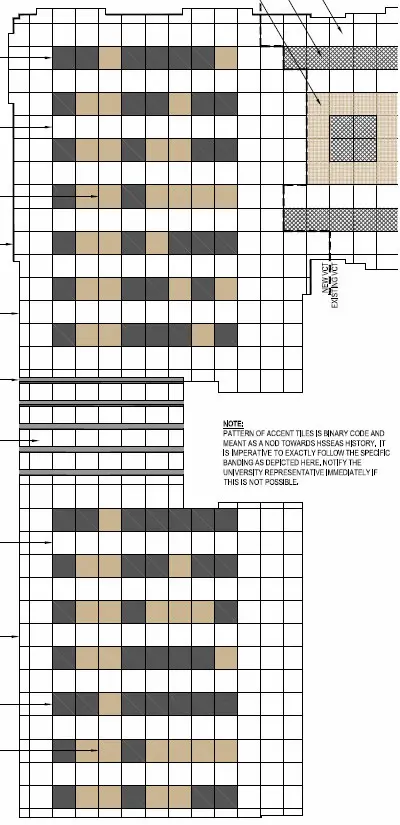 NEW VCT
EXISTING VCT
NOTE:
PATTERN OF ACCENT TILES IS BINARY CODE AND
MEANT AS A NOD TOWARDS HSSEAS HISTORY. IT
IS IMPERATIVE TO EXACTLY FOLLOW THE SPECIFIC
BANDING AS DEPICTED HERE. NOTIFY THE
UNIVERSITY REPRESENTATIVE IMMEDIATELY IF
THIS IS NOT POSSIBLE.